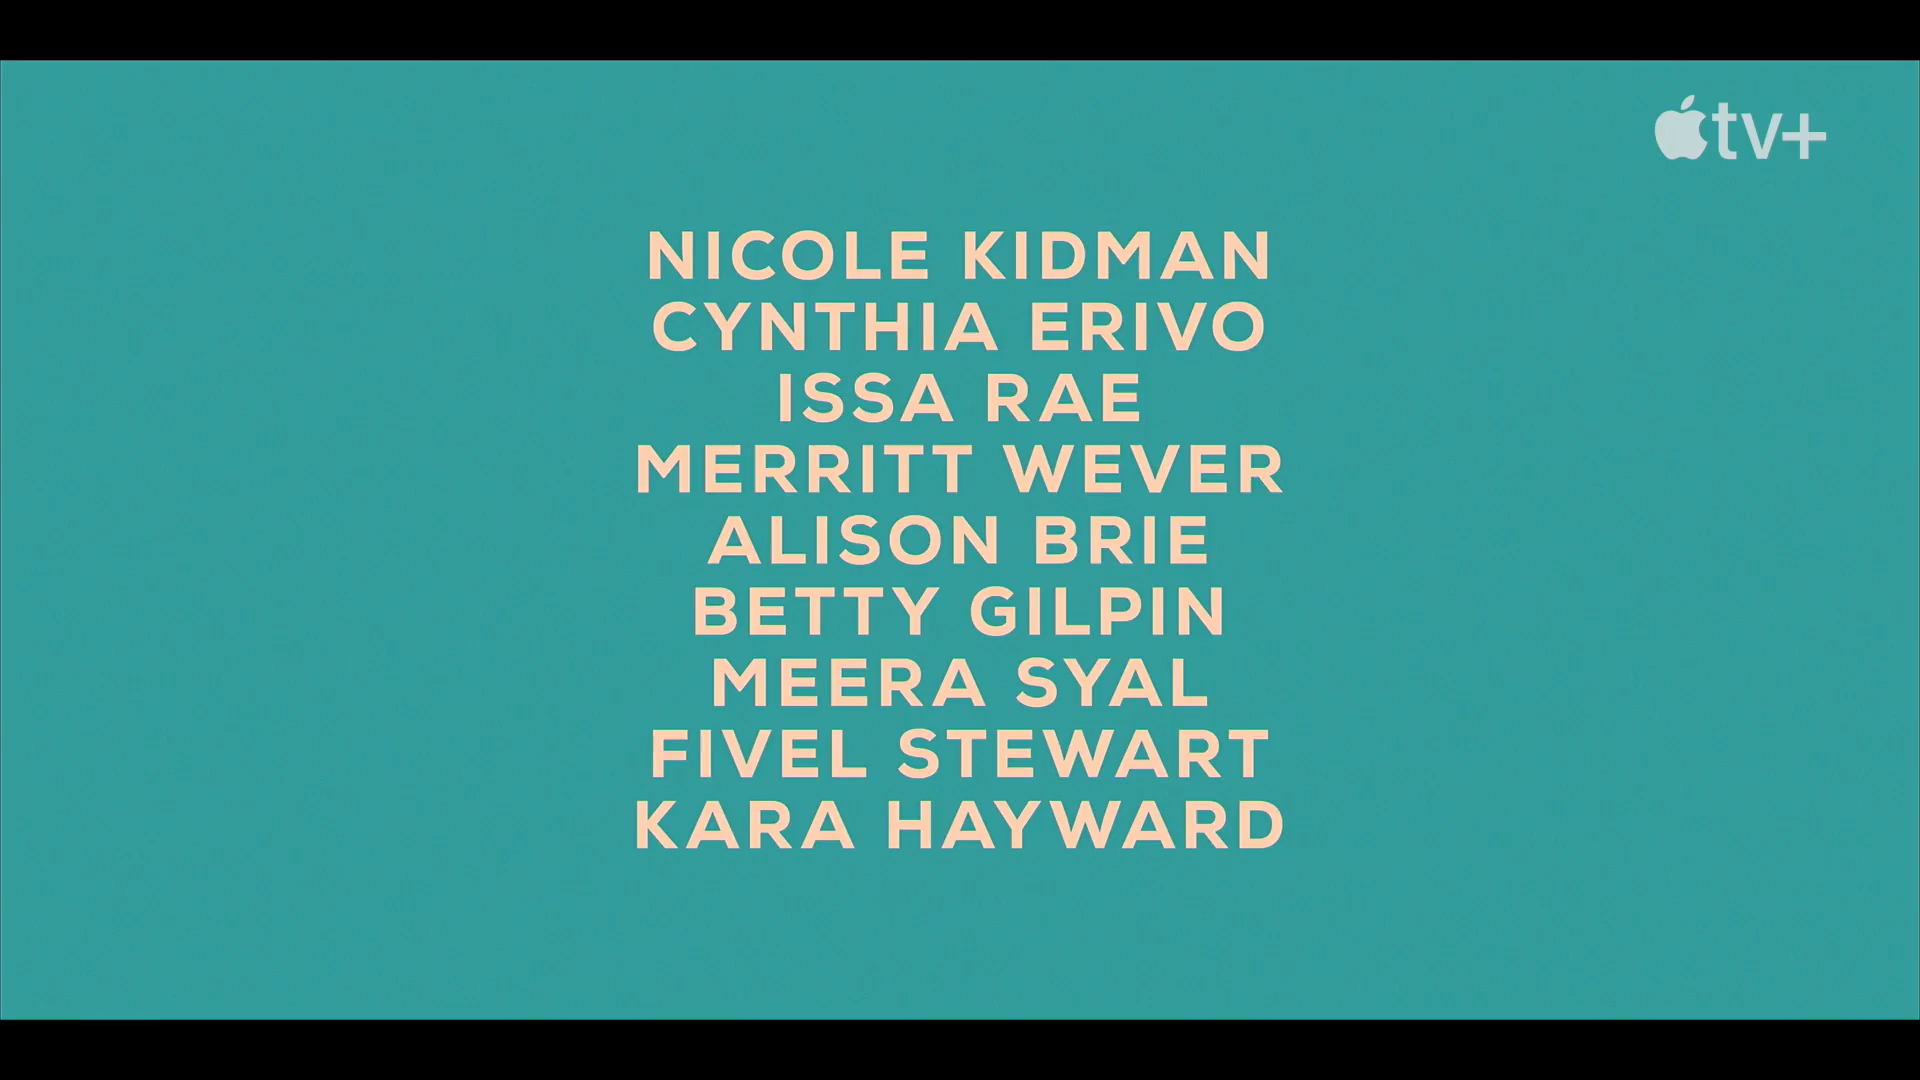 tv+
NICOLE KIDMAN
CYNTHIA ERIVO
ISSA RAE
MERRITT WEVER
ALISON BRIE
BETTY GILPIN
MEERA SYAL
FIVEL STEWART
KARA HAYWARD